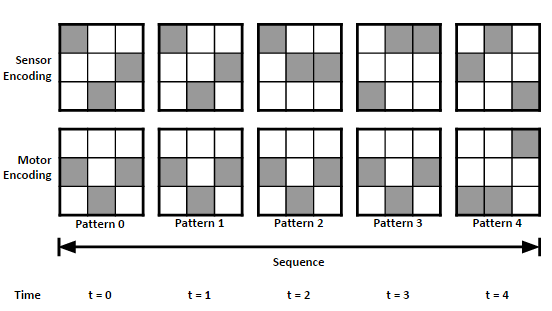 Sensor
Encoding
Motor
Encoding
Pattern 0 Pattern 1 Pattern 2 Pattern 3 Pattern 4
Sequence
Time t = 0 t = 1 t = 2 t = 3 t = 4